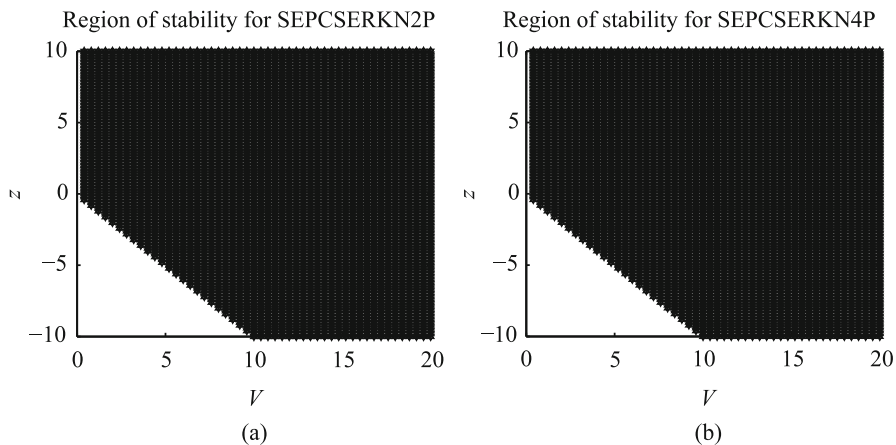 Region of stability for SEPCSERKN2P
10
5
0
−5
−10
z
0 5 10 15 20
V
(a)
Region of stability for SEPCSERKN4P
10
5
0
−5
−10
z
0 5 10 15 20
V
(b)